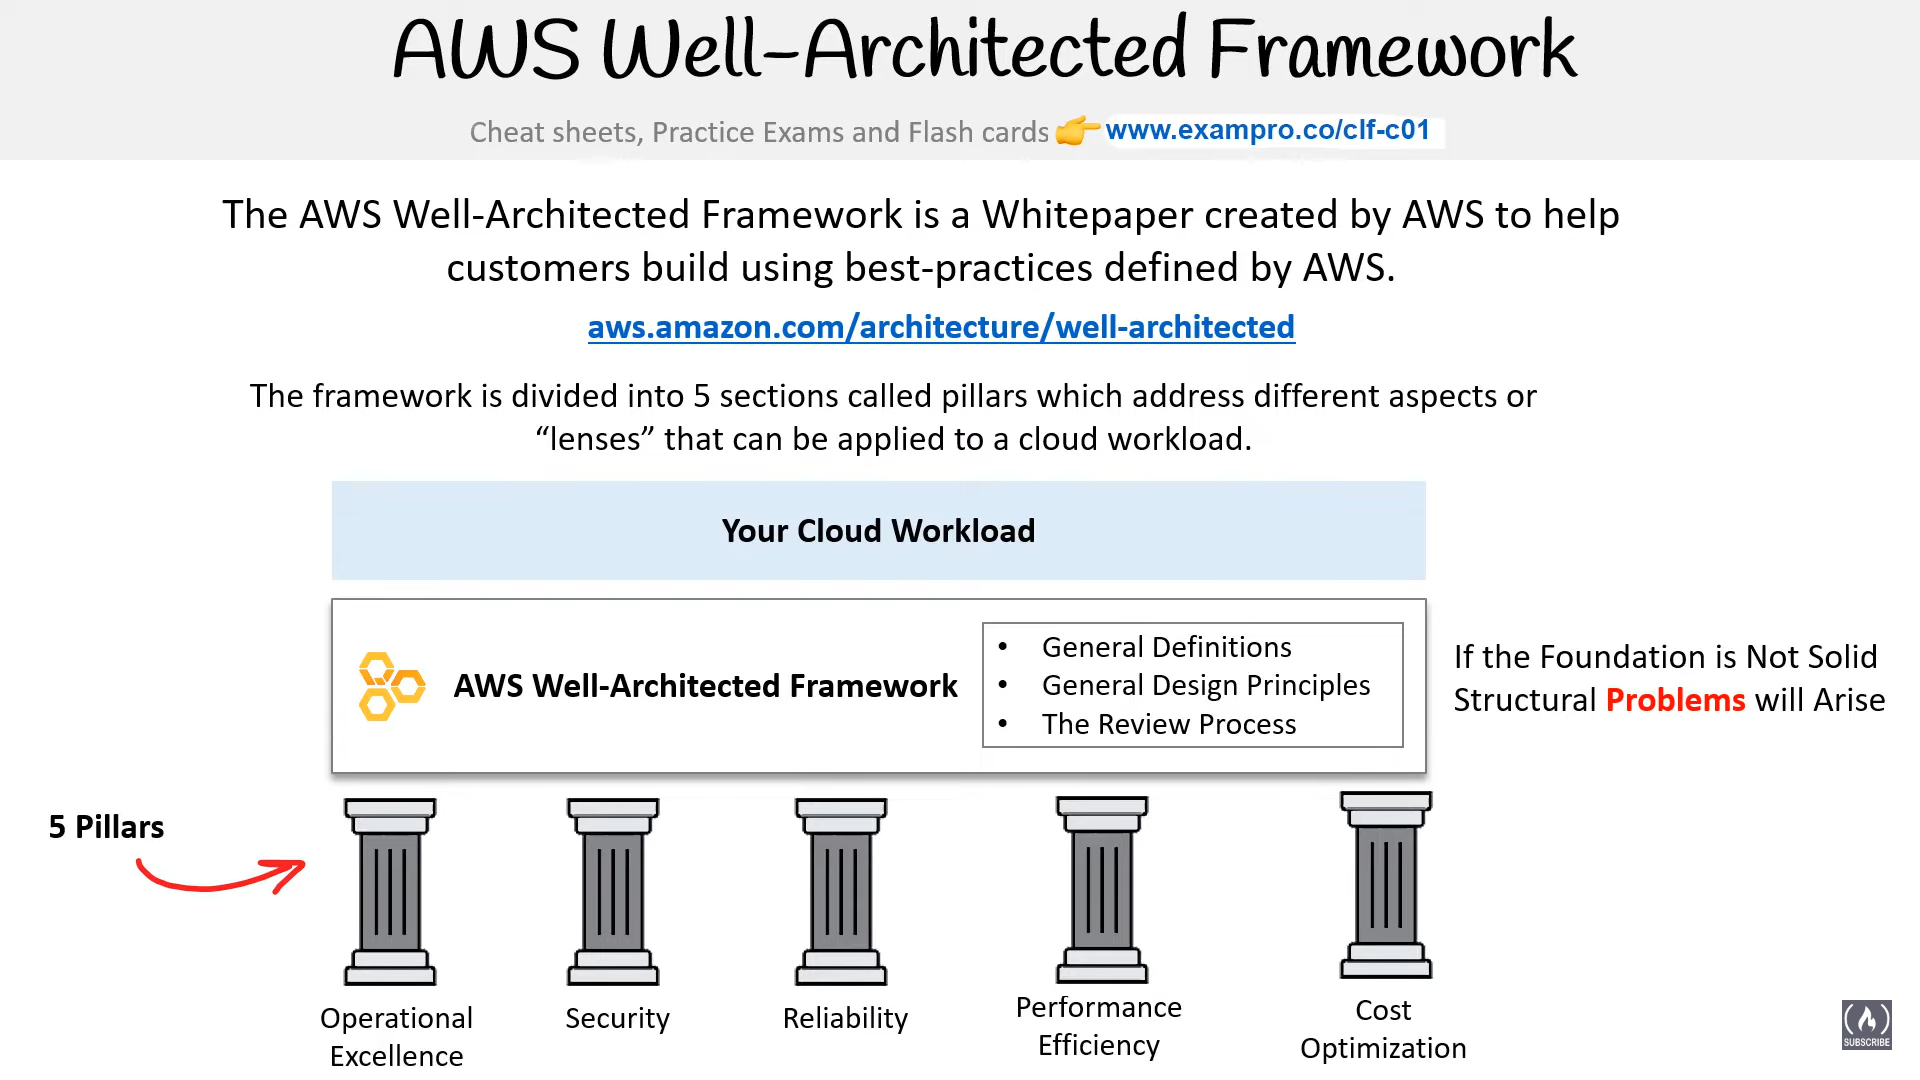 AWS Well-Architected Framework
Cheat sheets, Practice Exams and Flash cards 👉 www.exampro.co/clf-c01
The AWS Well-Architected Framework is a Whitepaper created by AWS to help
customers build using best-practices defined by AWS.
aws.amazon.com/architecture/well-architected
The framework is divided into 5 sections called pillars which address different aspects or
“lenses” that can be applied to a cloud workload.
Your Cloud Workload
AWS Well-Architected Framework
• General Definitions
• General Design Principles
• The Review Process
If the Foundation is Not Solid
Structural Problems will Arise
5 Pillars
Operational
Excellence
Security
Reliability
Performance
Efficiency
Cost
Optimization
SUBSCRIBE